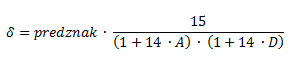 δ = predznak · 15 / ((1 + 14 · A) · (1 + 14 · D))